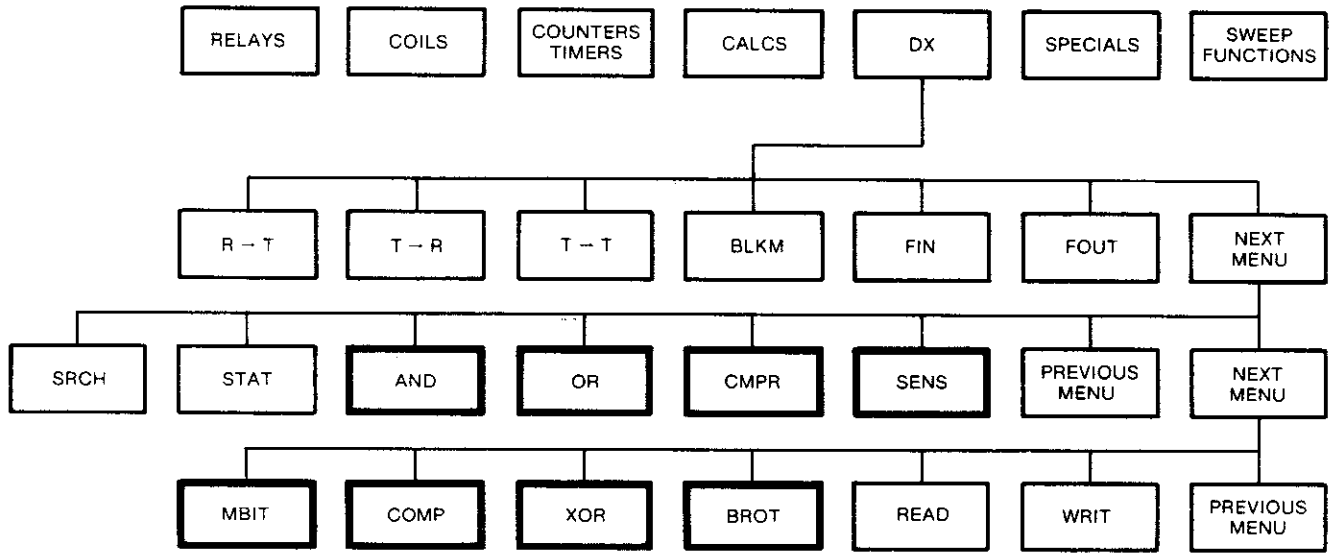 RELAYS
COILS
COUNTERS
TIMERS
CALCS
DX
SPECIALS
SWEEP
FUNCTIONS
R → T
T → R
T → T
BLKM
FIN
FOUT
NEXT
MENU
SRCH
STAT
AND
OR
CMPR
SENS
PREVIOUS
MENU
NEXT
MENU
MBIT
COMP
XOR
BROT
READ
WRIT
PREVIOUS
MENU